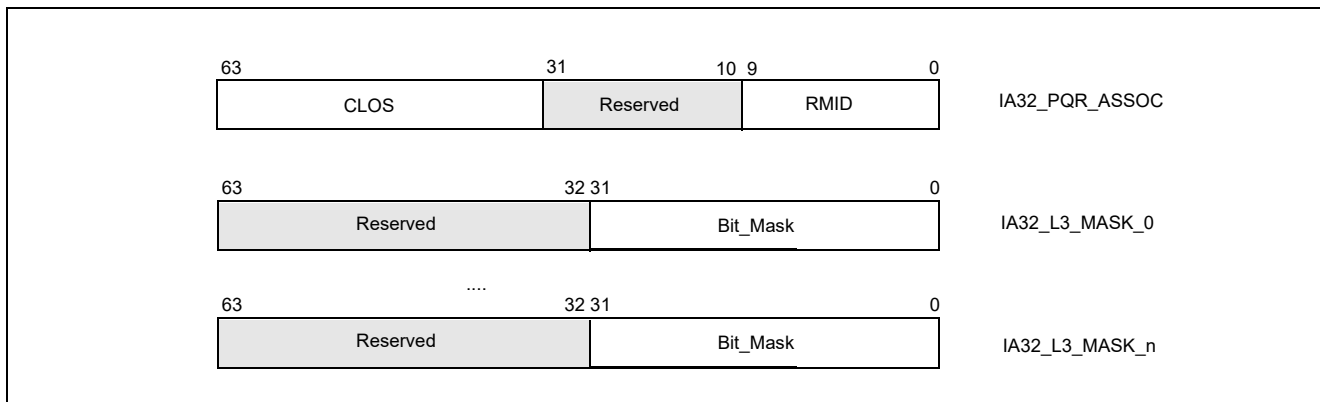 63 31 10 9 0
CLOS Reserved RMID IA32_PQR_ASSOC
63 32 31 0
Reserved Bit_Mask IA32_L3_MASK_0
....
63 32 31 0
Reserved Bit_Mask IA32_L3_MASK_n